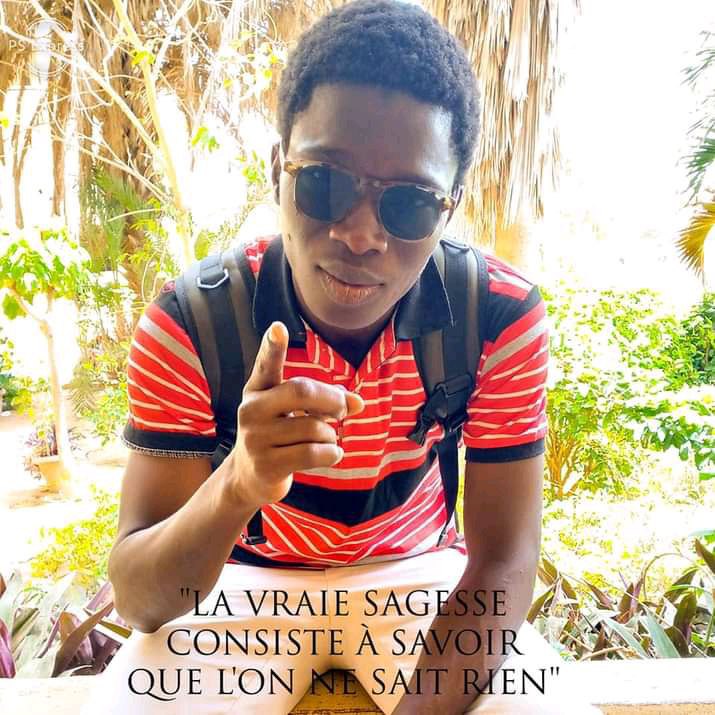 "LA VRAIE SAGESSE
CONSISTE À SAVOIR
QUE L'ON NE SAIT RIEN"